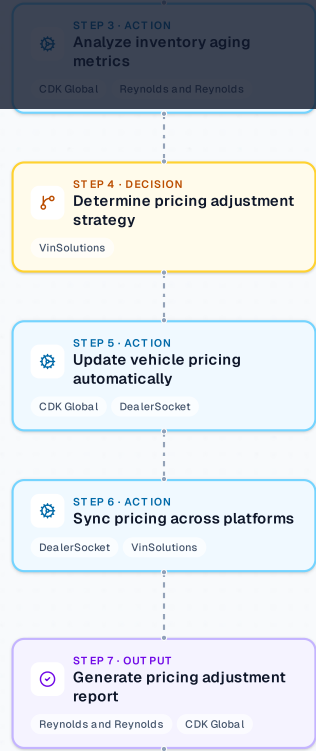 STEP 3 · ACTION
Analyze inventory aging
metrics
CDK Global Reynolds and Reynolds
STEP 4 · DECISION
Determine pricing adjustment
strategy
VinSolutions
STEP 5 · ACTION
Update vehicle pricing
automatically
CDK Global DealerSocket
STEP 6 · ACTION
Sync pricing across platforms
DealerSocket VinSolutions
STEP 7 · OUTPUT
Generate pricing adjustment
report
Reynolds and Reynolds CDK Global